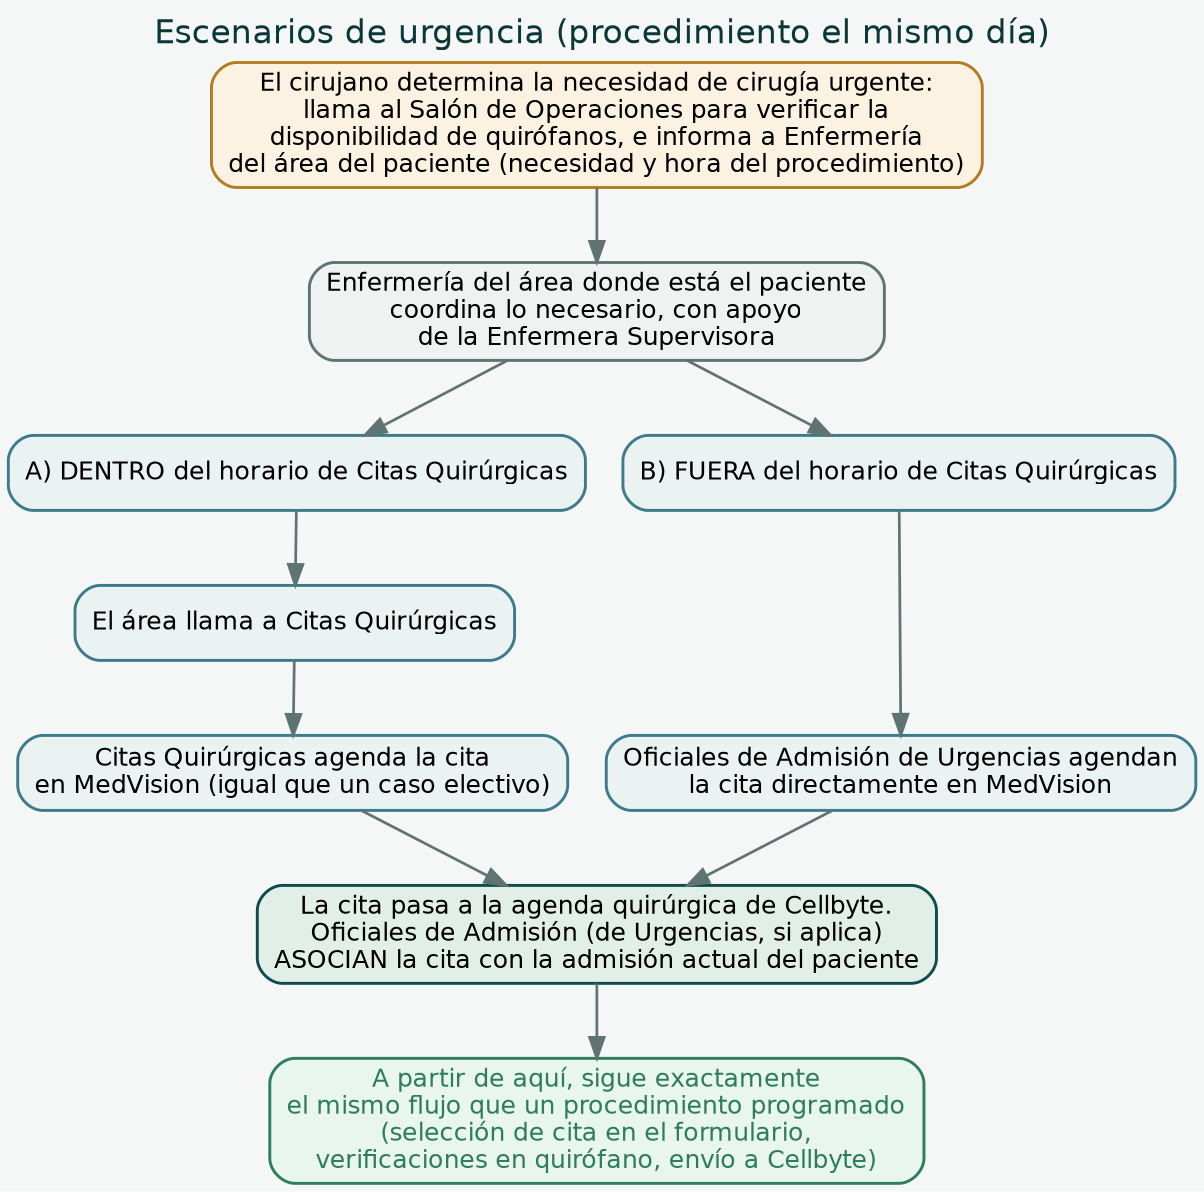 Escenarios de urgencia (procedimiento el mismo día)
El cirujano determina la necesidad de cirugía urgente:
llama al Salón de Operaciones para verificar la
disponibilidad de quirófanos, e informa a Enfermería
del área del paciente (necesidad y hora del procedimiento)
Enfermería del área donde está el paciente
coordina lo necesario, con apoyo
de la Enfermera Supervisora
A) DENTRO del horario de Citas Quirúrgicas
B) FUERA del horario de Citas Quirúrgicas
El área llama a Citas Quirúrgicas
Citas Quirúrgicas agenda la cita
en MedVision (igual que un caso electivo)
Oficiales de Admisión de Urgencias agendan
la cita directamente en MedVision
La cita pasa a la agenda quirúrgica de Cellbyte.
Oficiales de Admisión (de Urgencias, si aplica)
ASOCIAN la cita con la admisión actual del paciente
A partir de aquí, sigue exactamente
el mismo flujo que un procedimiento programado
(selección de cita en el formulario,
verificaciones en quirófano, envío a Cellbyte)